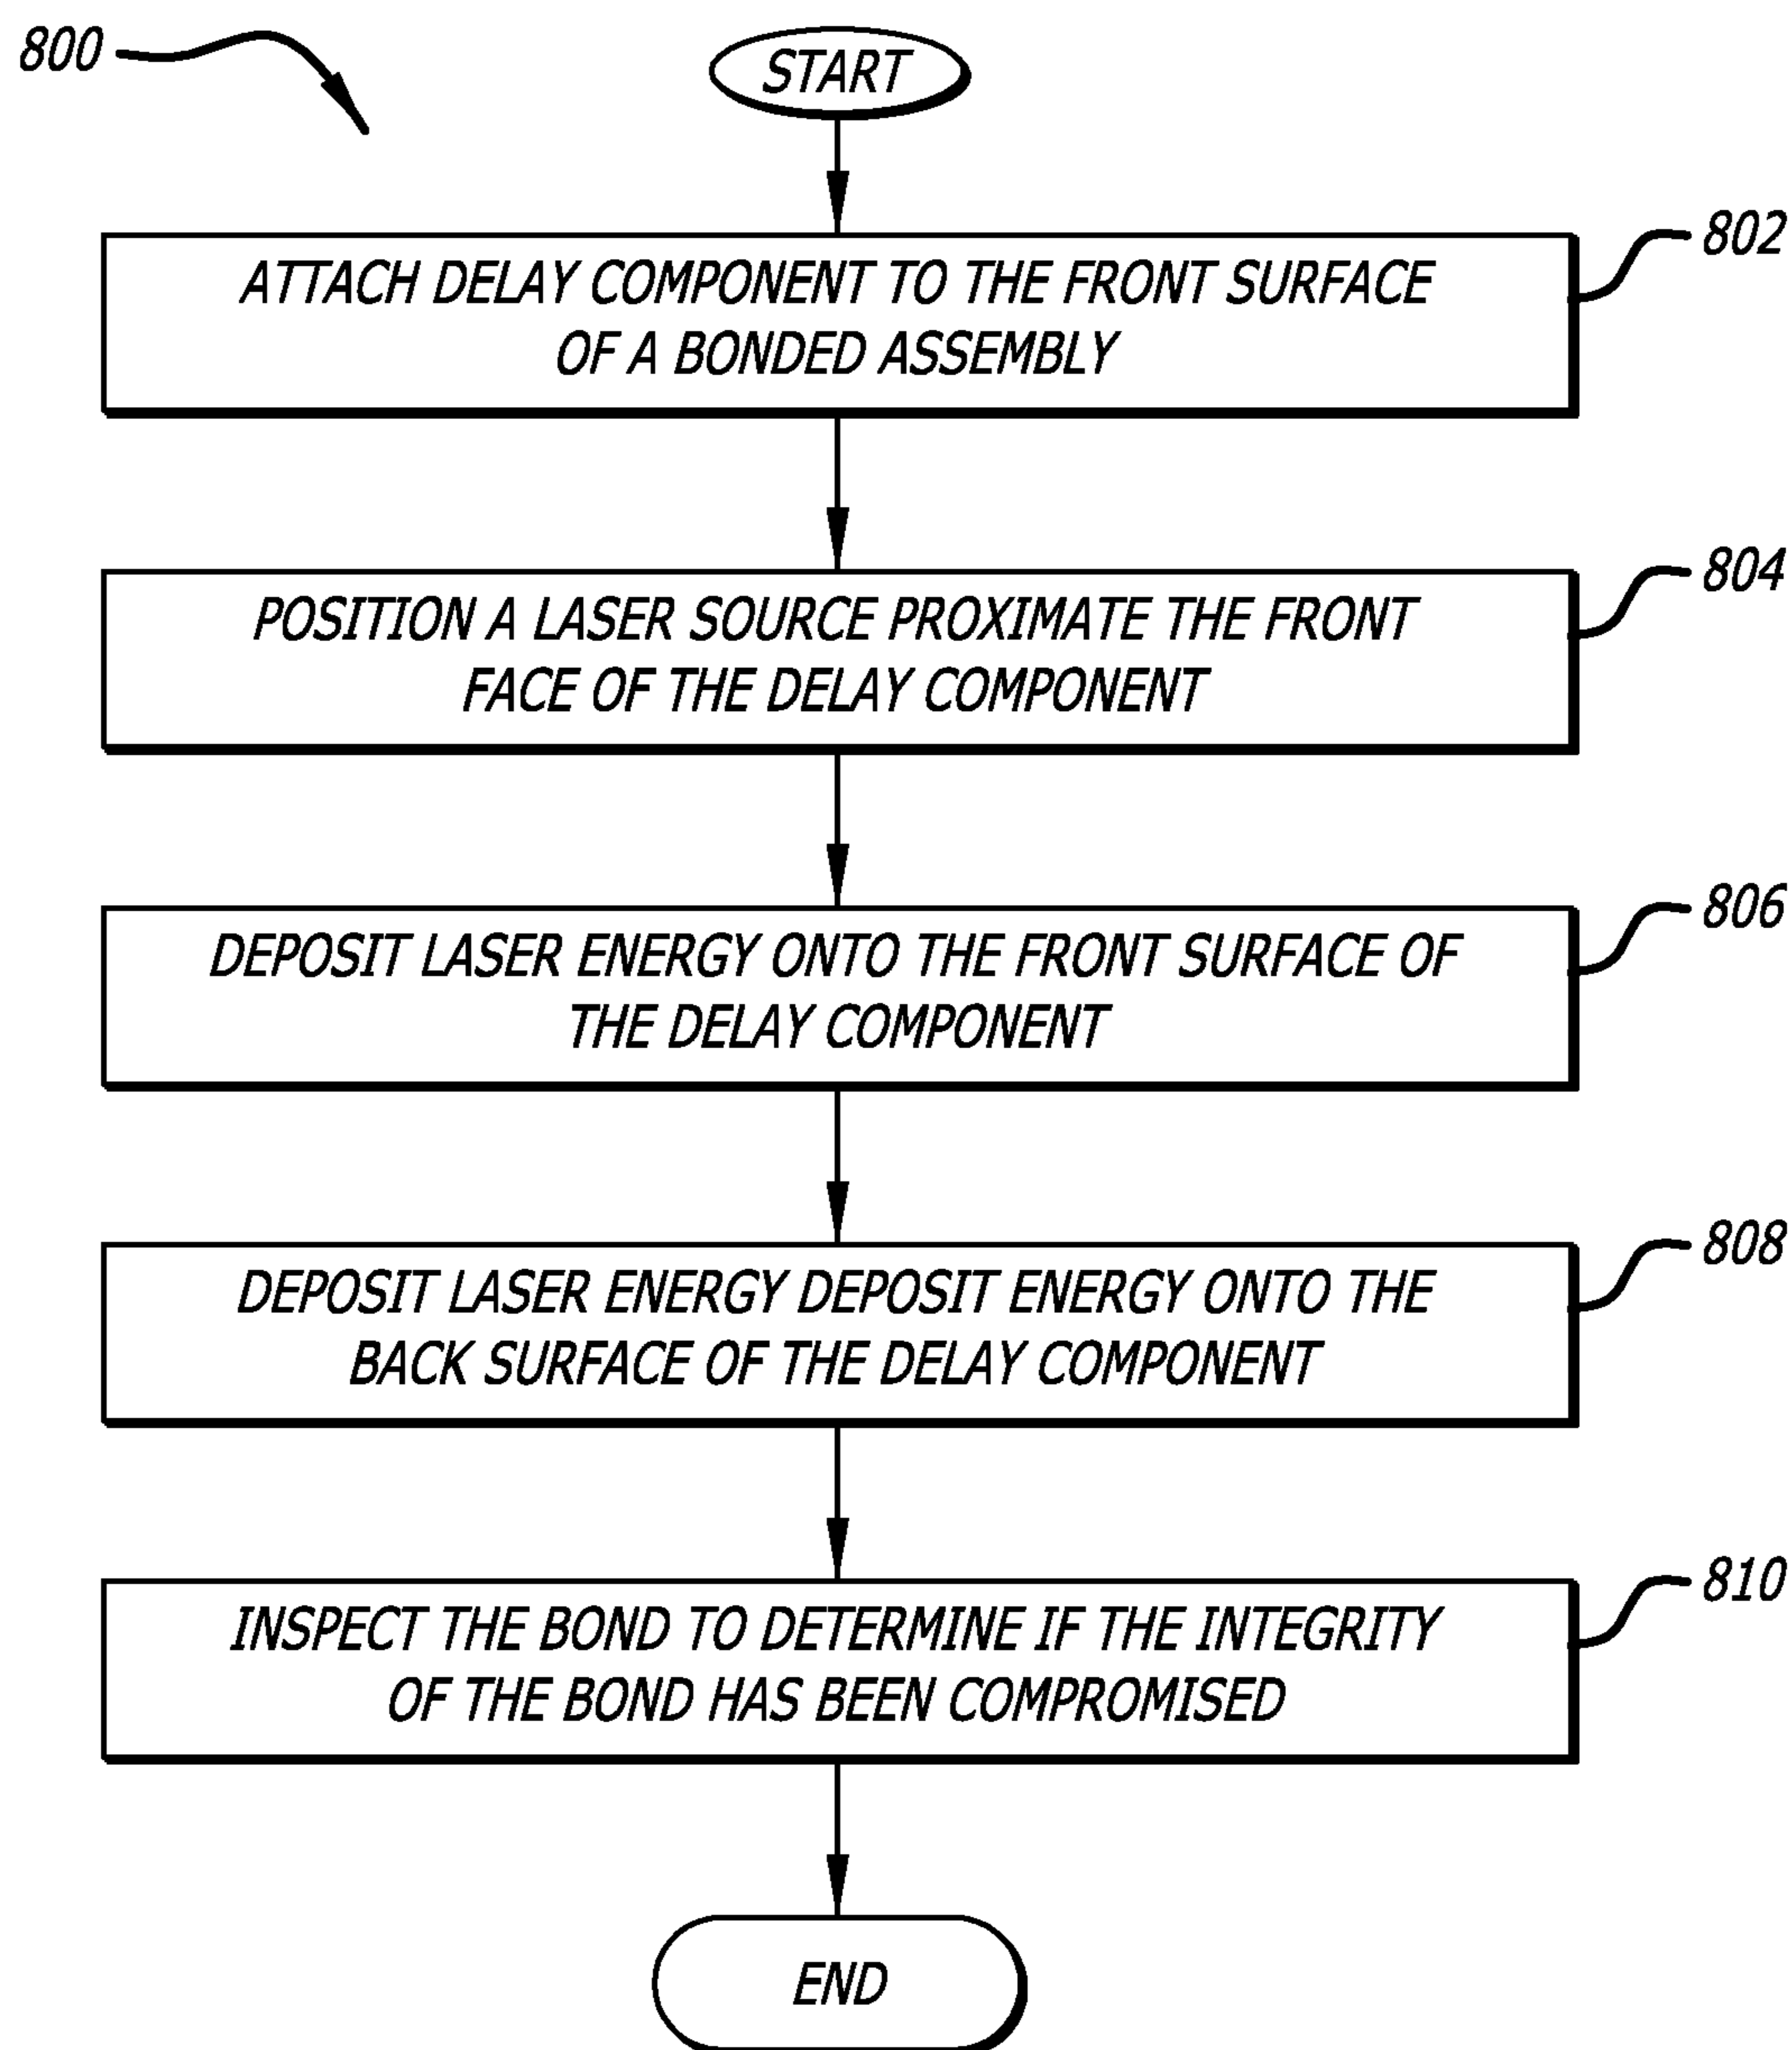 800
START
802
ATTACH DELAY COMPONENT TO THE FRONT SURFACE
OF A BONDED ASSEMBLY
804
POSITION A LASER SOURCE PROXIMATE THE FRONT
FACE OF THE DELAY COMPONENT
806
DEPOSIT LASER ENERGY ONTO THE FRONT SURFACE OF
THE DELAY COMPONENT
808
DEPOSIT LASER ENERGY DEPOSIT ENERGY ONTO THE
BACK SURFACE OF THE DELAY COMPONENT
810
INSPECT THE BOND TO DETERMINE IF THE INTEGRITY
OF THE BOND HAS BEEN COMPROMISED
END